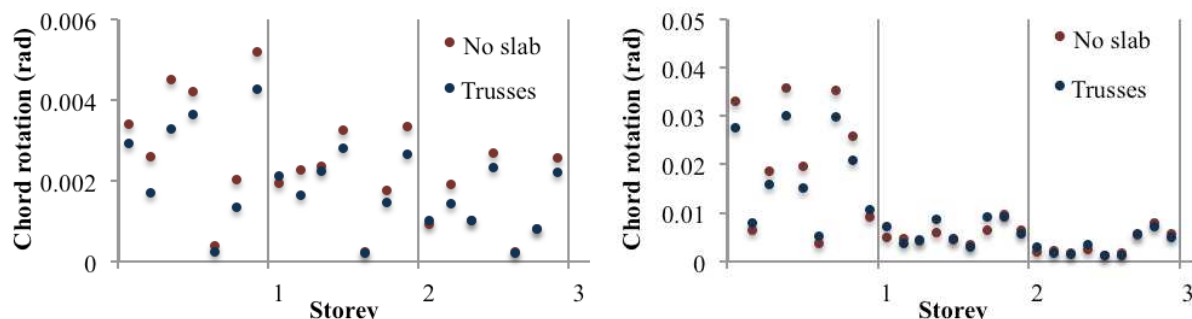 0.006
Chord rotation (rad)
No slab
Trusses
0.004
0.002
0
1
2
3
Storey
0.05
Chord rotation (rad)
No slab
Trusses
0.04
0.03
0.02
0.01
0
1
2
3
Storey